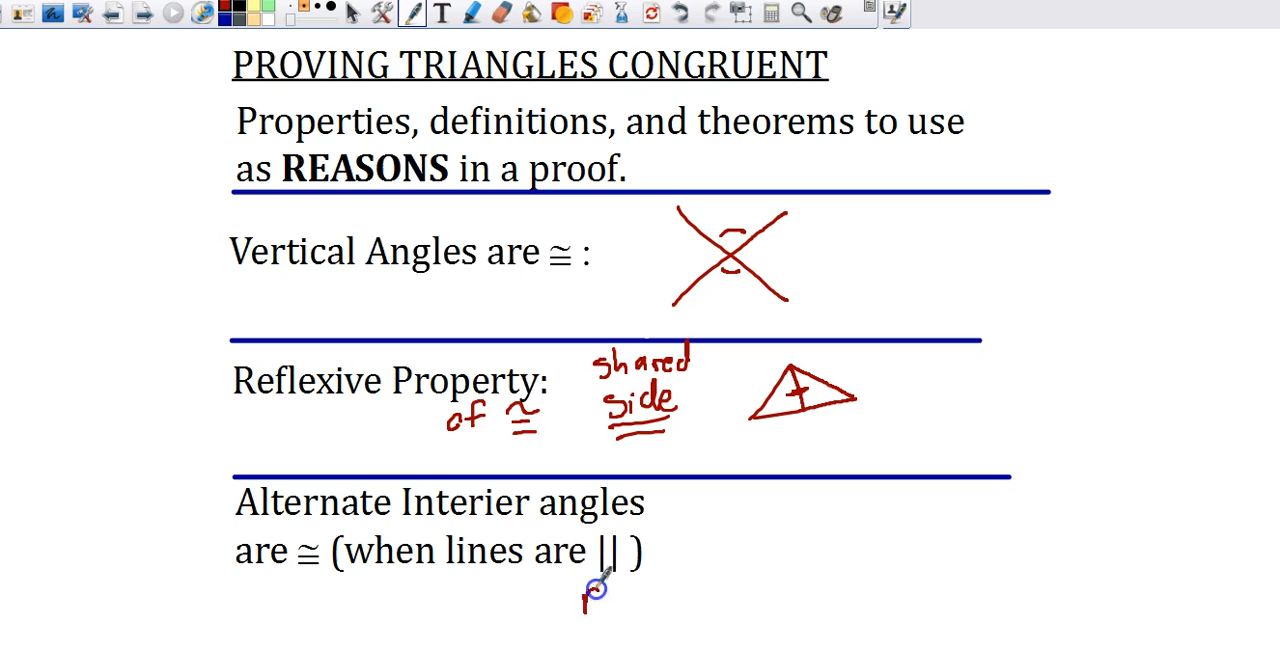 PROVING TRIANGLES CONGRUENT
Properties, definitions, and theorems to use
as REASONS in a proof.
Vertical Angles are ≅ :
Reflexive Property:
of ≅
shared
side
Alternate Interier angles
are ≅ (when lines are || )